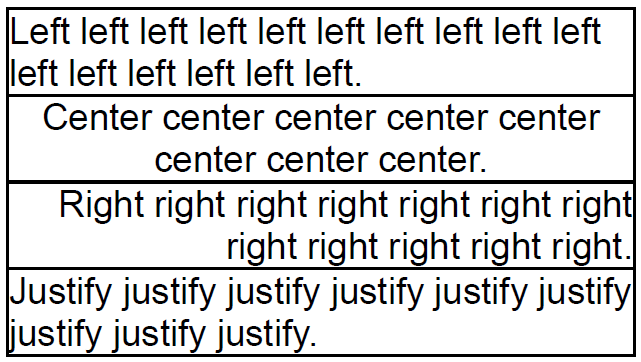 Left left left left left left left left left left
left left left left left left.
Center center center center center
center center center.
Right right right right right right right
right right right right right.
Justify justify justify justify justify justify
justify justify justify.